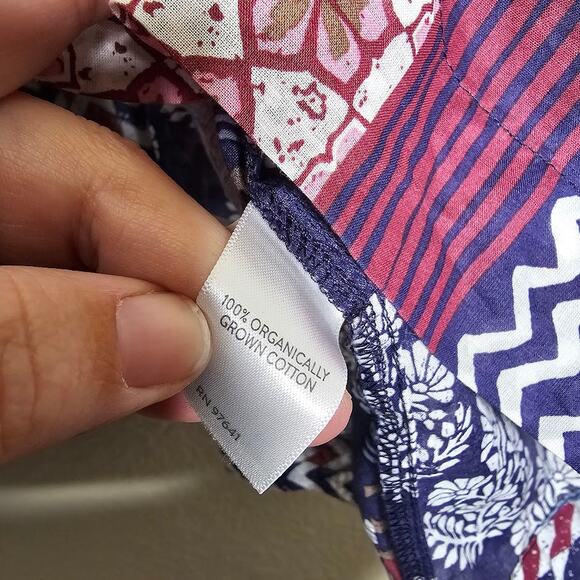 100% ORGANICALLY
GROWN COTTON
RN 97641